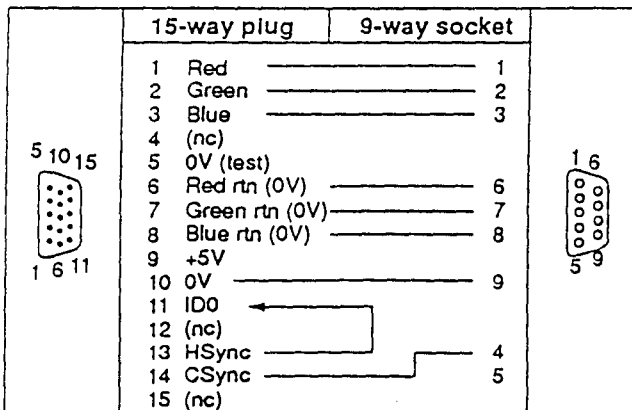 15-way plug 9-way socket
1 Red 1
2 Green 2
3 Blue 3
4 (nc)
5 0V (test)
6 Red rtn (0V) 6
7 Green rtn (0V) 7
8 Blue rtn (0V) 8
9 +5V
10 0V 9
11 ID0
12 (nc)
13 HSync 4
14 CSync 5
15 (nc)
5 10 15
1 6 11
1 6
5 9